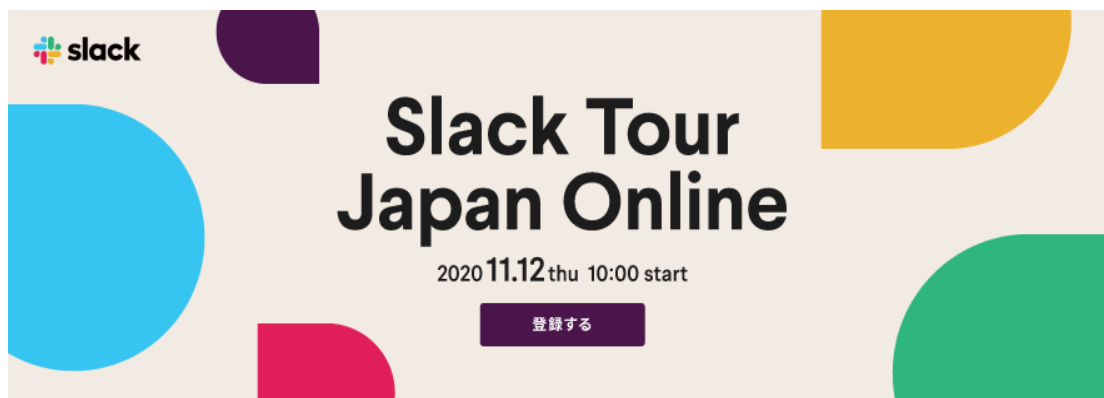 slack
Slack Tour
Japan Online
2020 11.12 thu 10:00 start
登録する